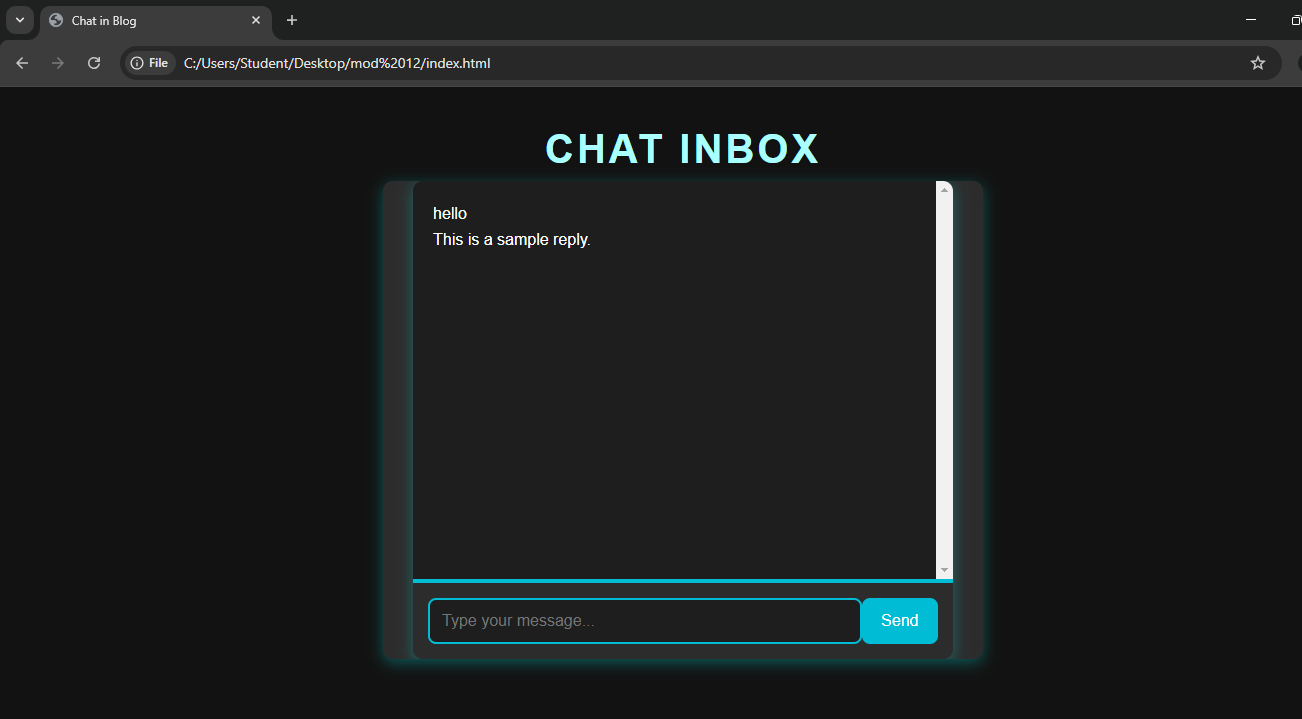 Chat in Blog
File C:/Users/Student/Desktop/mod%2012/index.html
CHAT INBOX
hello
This is a sample reply.
Type your message...
Send